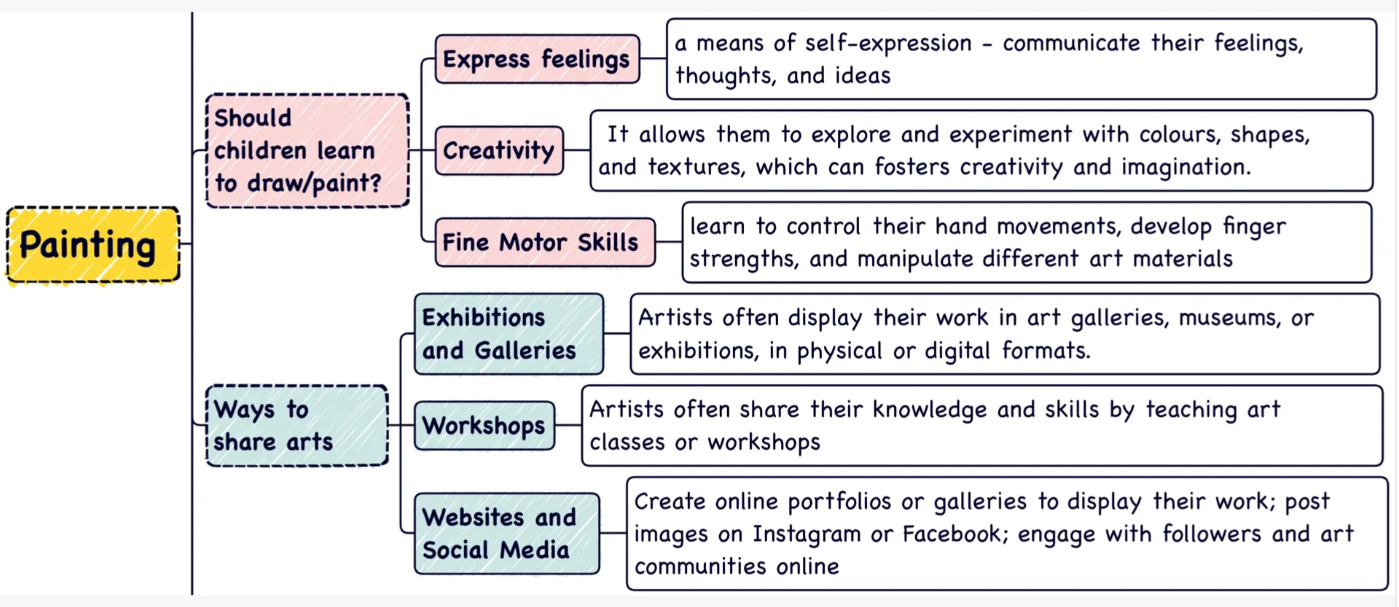 Painting
Should
children learn
to draw/paint?
Express feelings
a means of self-expression - communicate their feelings,
thoughts, and ideas
Creativity
It allows them to explore and experiment with colours, shapes,
and textures, which can fosters creativity and imagination.
Fine Motor Skills
learn to control their hand movements, develop finger
strengths, and manipulate different art materials
Ways to
share arts
Exhibitions
and Galleries
Artists often display their work in art galleries, museums, or
exhibitions, in physical or digital formats.
Workshops
Artists often share their knowledge and skills by teaching art
classes or workshops
Websites and
Social Media
Create online portfolios or galleries to display their work; post
images on Instagram or Facebook; engage with followers and art
communities online